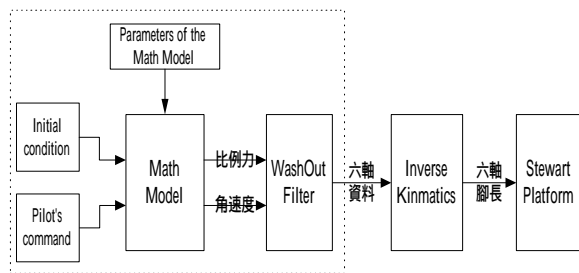 Parameters of the
Math Model
Initial
condition
Pilot's
command
Math
Model
比例力
角速度
WashOut
Filter
六軸
資料
Inverse
Kinmatics
六軸
腳長
Stewart
Platform